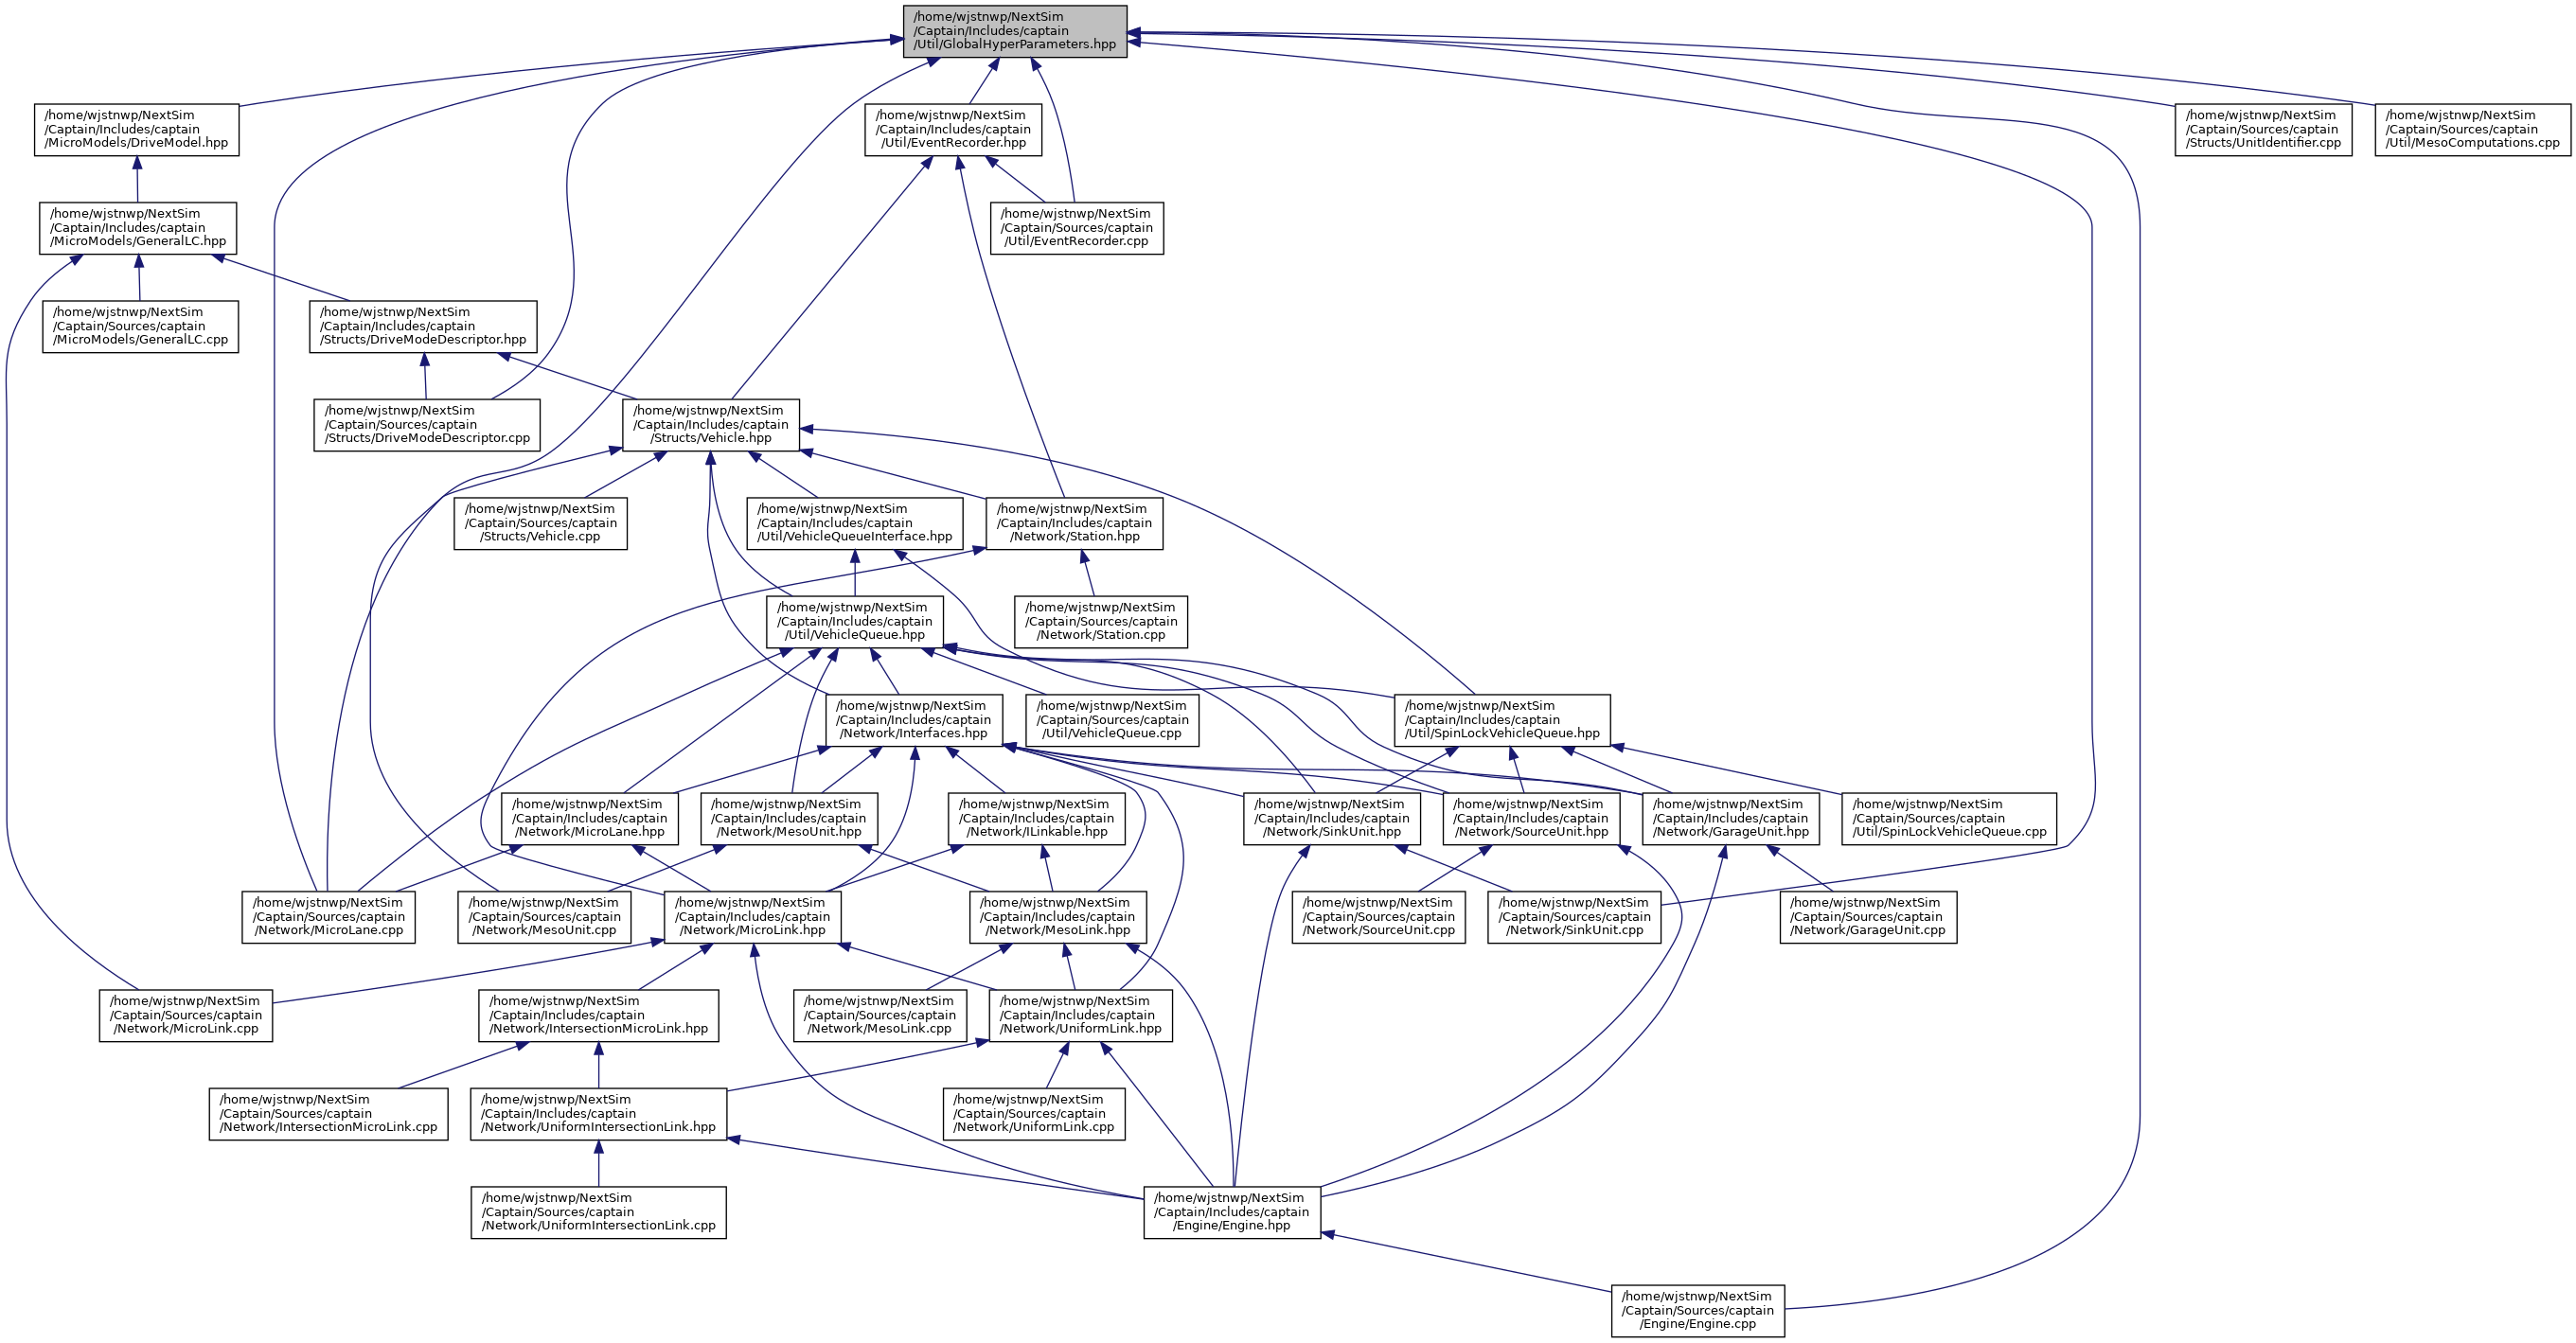 /home/wjstnwp/NextSim
/Captain/Includes/captain
/Util/GlobalHyperParameters.hpp
/home/wjstnwp/NextSim
/Captain/Includes/captain
/MicroModels/DriveModel.hpp
/home/wjstnwp/NextSim
/Captain/Includes/captain
/Util/EventRecorder.hpp
/home/wjstnwp/NextSim
/Captain/Sources/captain
/Structs/UnitIdentifier.cpp
/home/wjstnwp/NextSim
/Captain/Sources/captain
/Util/MesoComputations.cpp
/home/wjstnwp/NextSim
/Captain/Includes/captain
/MicroModels/GeneralLC.hpp
/home/wjstnwp/NextSim
/Captain/Sources/captain
/Util/EventRecorder.cpp
/home/wjstnwp/NextSim
/Captain/Sources/captain
/MicroModels/GeneralLC.cpp
/home/wjstnwp/NextSim
/Captain/Includes/captain
/Structs/DriveModeDescriptor.hpp
/home/wjstnwp/NextSim
/Captain/Sources/captain
/Structs/DriveModeDescriptor.cpp
/home/wjstnwp/NextSim
/Captain/Includes/captain
/Structs/Vehicle.hpp
/home/wjstnwp/NextSim
/Captain/Sources/captain
/Structs/Vehicle.cpp
/home/wjstnwp/NextSim
/Captain/Includes/captain
/Util/VehicleQueueInterface.hpp
/home/wjstnwp/NextSim
/Captain/Includes/captain
/Network/Station.hpp
/home/wjstnwp/NextSim
/Captain/Includes/captain
/Util/VehicleQueue.hpp
/home/wjstnwp/NextSim
/Captain/Sources/captain
/Network/Station.cpp
/home/wjstnwp/NextSim
/Captain/Includes/captain
/Network/Interfaces.hpp
/home/wjstnwp/NextSim
/Captain/Sources/captain
/Util/VehicleQueue.cpp
/home/wjstnwp/NextSim
/Captain/Includes/captain
/Util/SpinLockVehicleQueue.hpp
/home/wjstnwp/NextSim
/Captain/Includes/captain
/Network/MicroLane.hpp
/home/wjstnwp/NextSim
/Captain/Includes/captain
/Network/MesoUnit.hpp
/home/wjstnwp/NextSim
/Captain/Includes/captain
/Network/ILinkable.hpp
/home/wjstnwp/NextSim
/Captain/Includes/captain
/Network/SinkUnit.hpp
/home/wjstnwp/NextSim
/Captain/Includes/captain
/Network/SourceUnit.hpp
/home/wjstnwp/NextSim
/Captain/Includes/captain
/Network/GarageUnit.hpp
/home/wjstnwp/NextSim
/Captain/Sources/captain
/Util/SpinLockVehicleQueue.cpp
/home/wjstnwp/NextSim
/Captain/Sources/captain
/Network/MicroLane.cpp
/home/wjstnwp/NextSim
/Captain/Sources/captain
/Network/MesoUnit.cpp
/home/wjstnwp/NextSim
/Captain/Includes/captain
/Network/MicroLink.hpp
/home/wjstnwp/NextSim
/Captain/Includes/captain
/Network/MesoLink.hpp
/home/wjstnwp/NextSim
/Captain/Sources/captain
/Network/SourceUnit.cpp
/home/wjstnwp/NextSim
/Captain/Sources/captain
/Network/SinkUnit.cpp
/home/wjstnwp/NextSim
/Captain/Sources/captain
/Network/GarageUnit.cpp
/home/wjstnwp/NextSim
/Captain/Sources/captain
/Network/MicroLink.cpp
/home/wjstnwp/NextSim
/Captain/Includes/captain
/Network/IntersectionMicroLink.hpp
/home/wjstnwp/NextSim
/Captain/Sources/captain
/Network/MesoLink.cpp
/home/wjstnwp/NextSim
/Captain/Includes/captain
/Network/UniformLink.hpp
/home/wjstnwp/NextSim
/Captain/Sources/captain
/Network/IntersectionMicroLink.cpp
/home/wjstnwp/NextSim
/Captain/Includes/captain
/Network/UniformIntersectionLink.hpp
/home/wjstnwp/NextSim
/Captain/Sources/captain
/Network/UniformLink.cpp
/home/wjstnwp/NextSim
/Captain/Sources/captain
/Network/UniformIntersectionLink.cpp
/home/wjstnwp/NextSim
/Captain/Includes/captain
/Engine/Engine.hpp
/home/wjstnwp/NextSim
/Captain/Sources/captain
/Engine/Engine.cpp